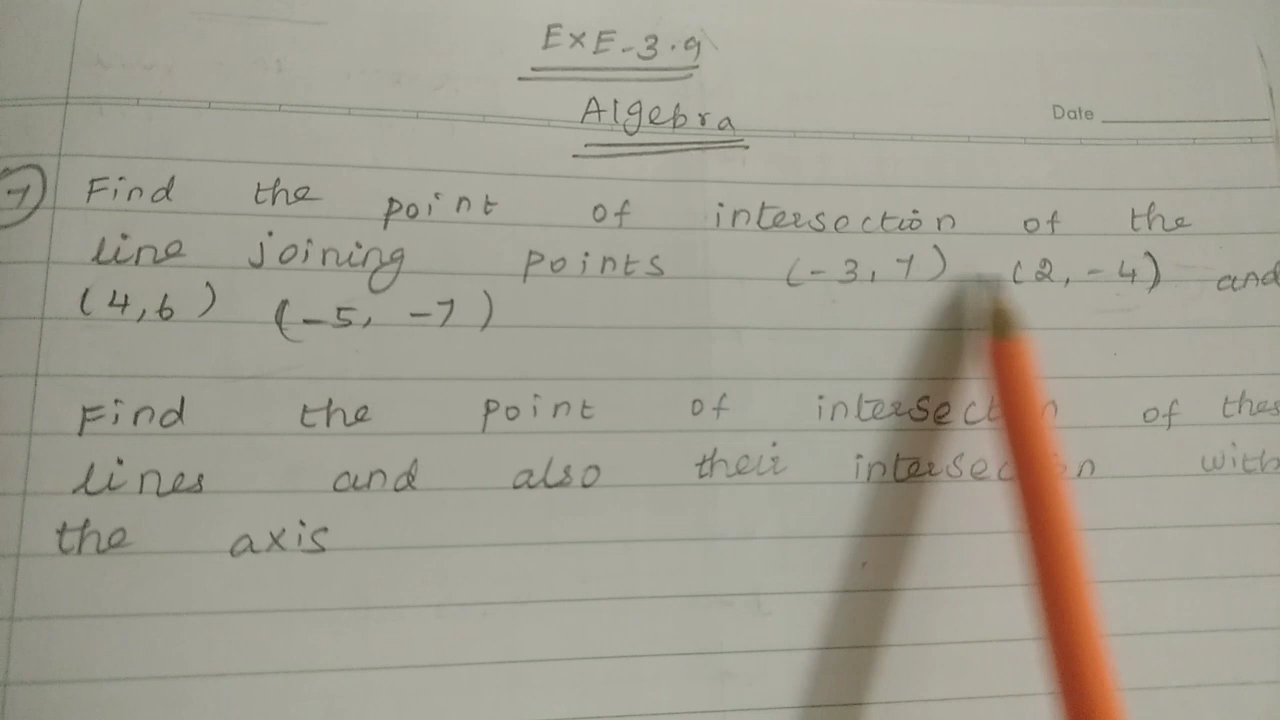 EXE-3.9
Algebra
Date
7 Find the point of intersection of the
line joining points (-3, 7) (2, -4) and
(4,6) (-5, -7)
Find the point of of
lines and also their with
the axis